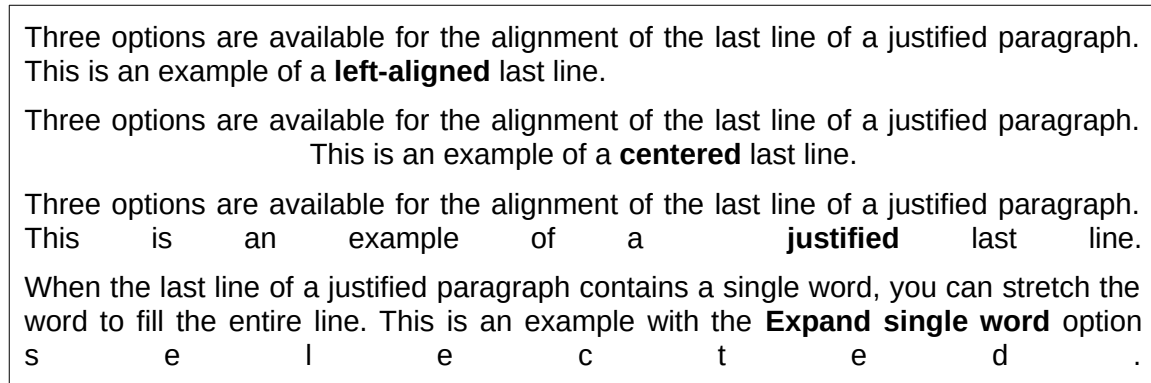 Three options are available for the alignment of the last line of a justified paragraph.
This is an example of a left-aligned last line.
Three options are available for the alignment of the last line of a justified paragraph.
This is an example of a centered last line.
Three options are available for the alignment of the last line of a justified paragraph.
This is an example of a justified last line.
When the last line of a justified paragraph contains a single word, you can stretch the
word to fill the entire line. This is an example with the Expand single word option
s e l e c t e d .